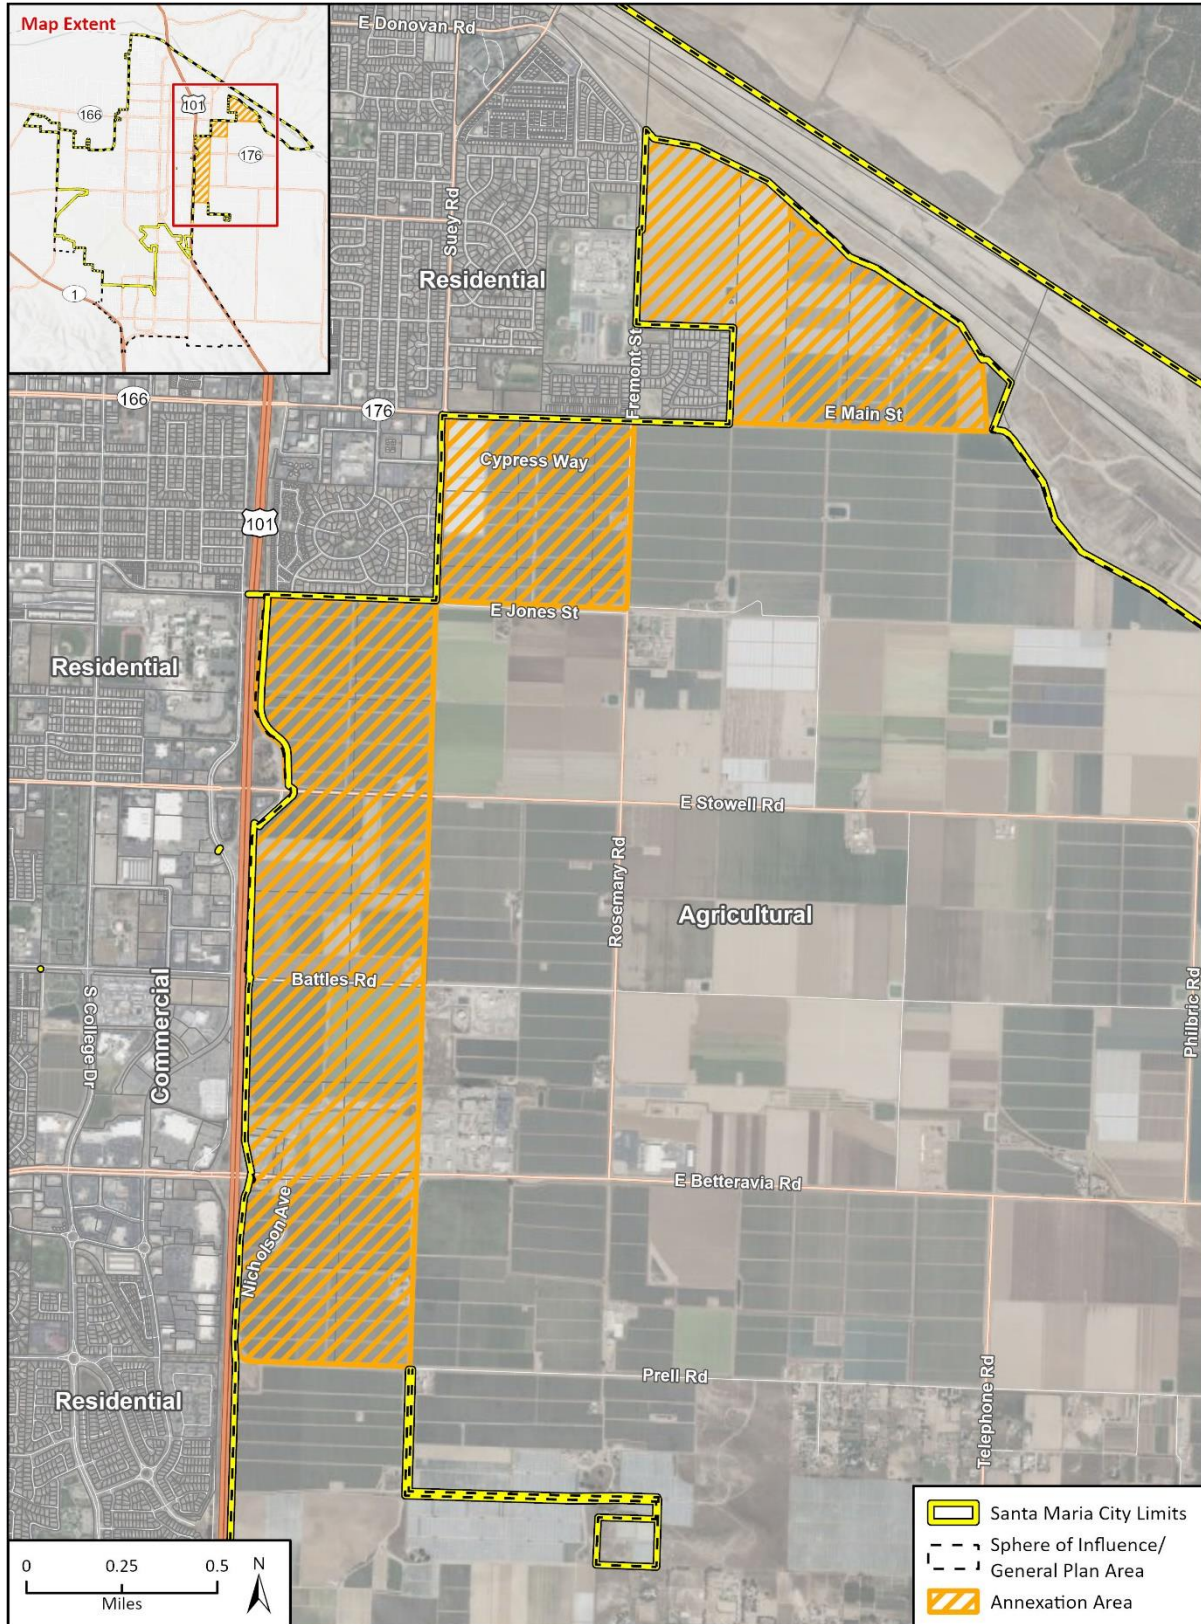 Map Extent
101
166
176
1
E Donovan Rd
Suey Rd
Residential
Fremont St
166
176
E Main St
Cypress Way
101
E Jones St
Residential
E Stowell Rd
Rosemary Rd
Agricultural
Battles Rd
S College Dr
Commercial
Philbric Rd
E Betteravia Rd
Nicholson Ave
Prell Rd
Telephone Rd
Residential
0 0.25 0.5
Miles
N
Santa Maria City Limits
Sphere of Influence/
General Plan Area
Annexation Area